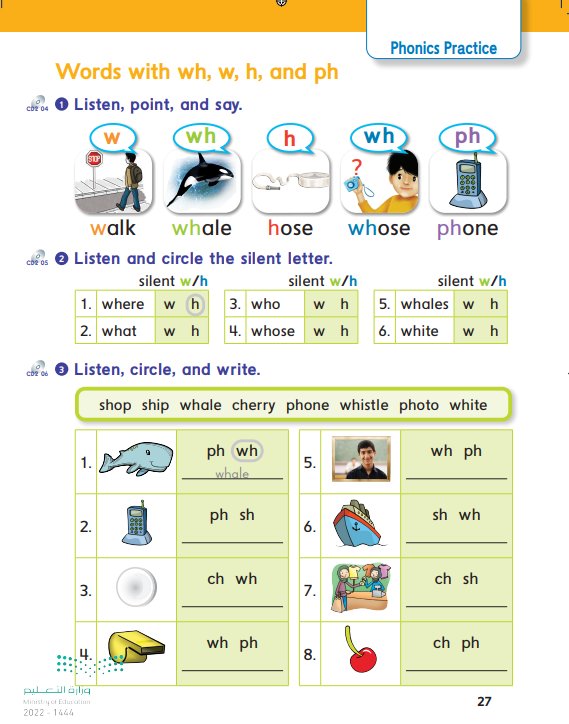 Phonics Practice
Words with wh, w, h, and ph
CD2 04 1 Listen, point, and say.
w wh h wh ph
STOP ?
walk whale hose whose phone
CD2 05 2 Listen and circle the silent letter.
silent w/h silent w/h silent w/h
1. where w h 3. who w h 5. whales w h
2. what w h 4. whose w h 6. white w h
CD2 06 3 Listen, circle, and write.
shop ship whale cherry phone whistle photo white
1. ph wh 5. wh ph
whale
2. ph sh 6. sh wh
3. ch wh 7. ch sh
4. wh ph 8. ch ph
وزارة التعليم
Ministry of Education
2022 - 1444
27